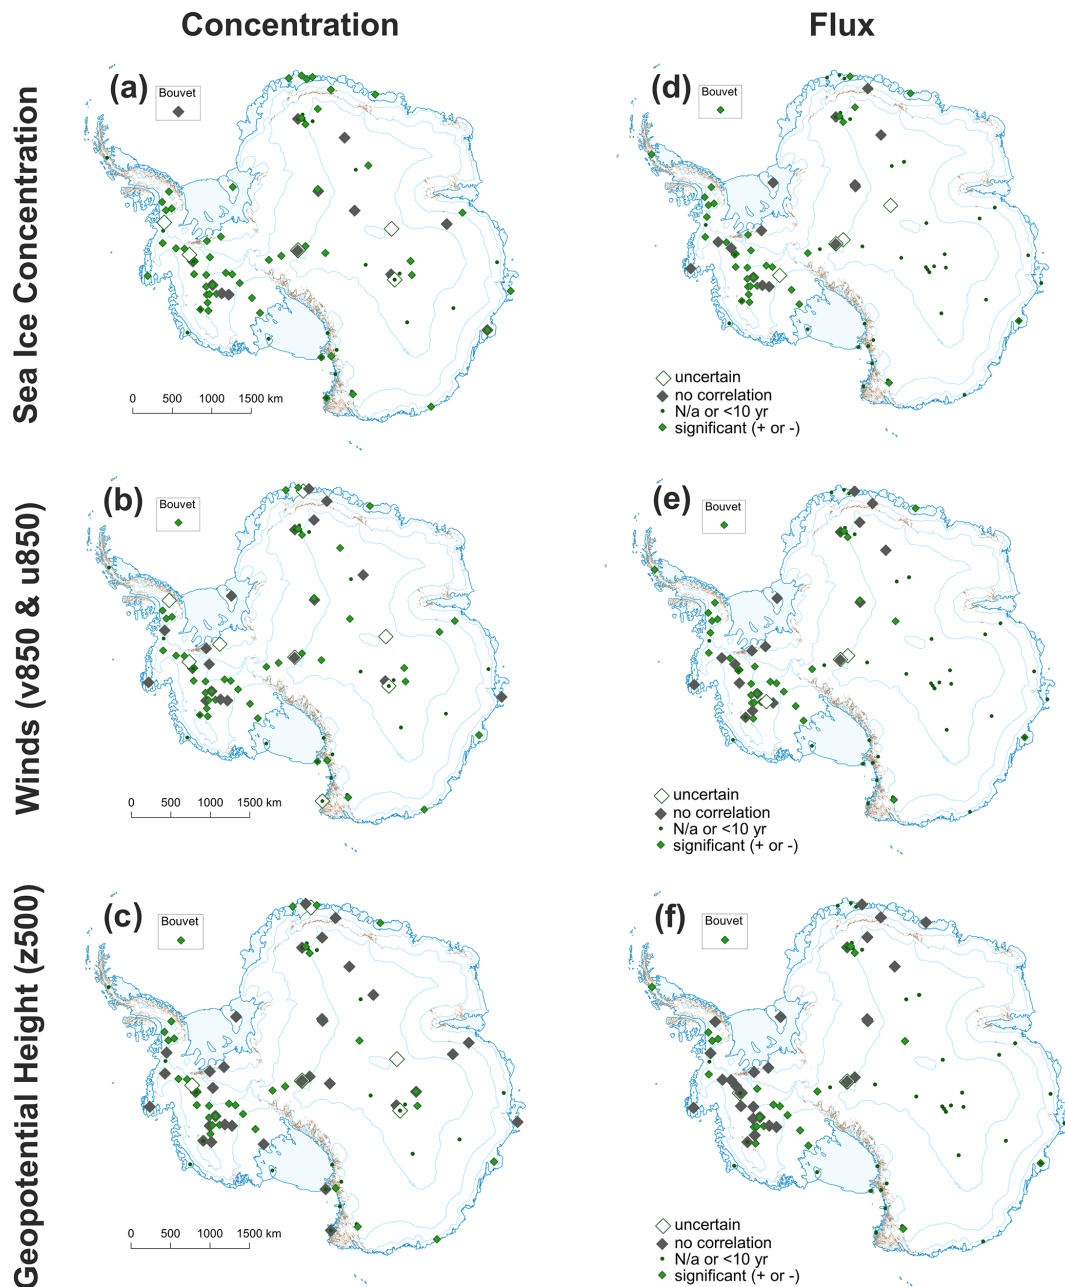 Concentration
Flux
Sea Ice Concentration
(a)
Bouvet
0 500 1000 1500 km
(d)
Bouvet
uncertain
no correlation
N/a or <10 yr
significant (+ or -)
Winds (v850 & u850)
(b)
Bouvet
0 500 1000 1500 km
(e)
Bouvet
uncertain
no correlation
N/a or <10 yr
significant (+ or -)
Geopotential Height (z500)
(c)
Bouvet
0 500 1000 1500 km
(f)
Bouvet
uncertain
no correlation
N/a or <10 yr
significant (+ or -)